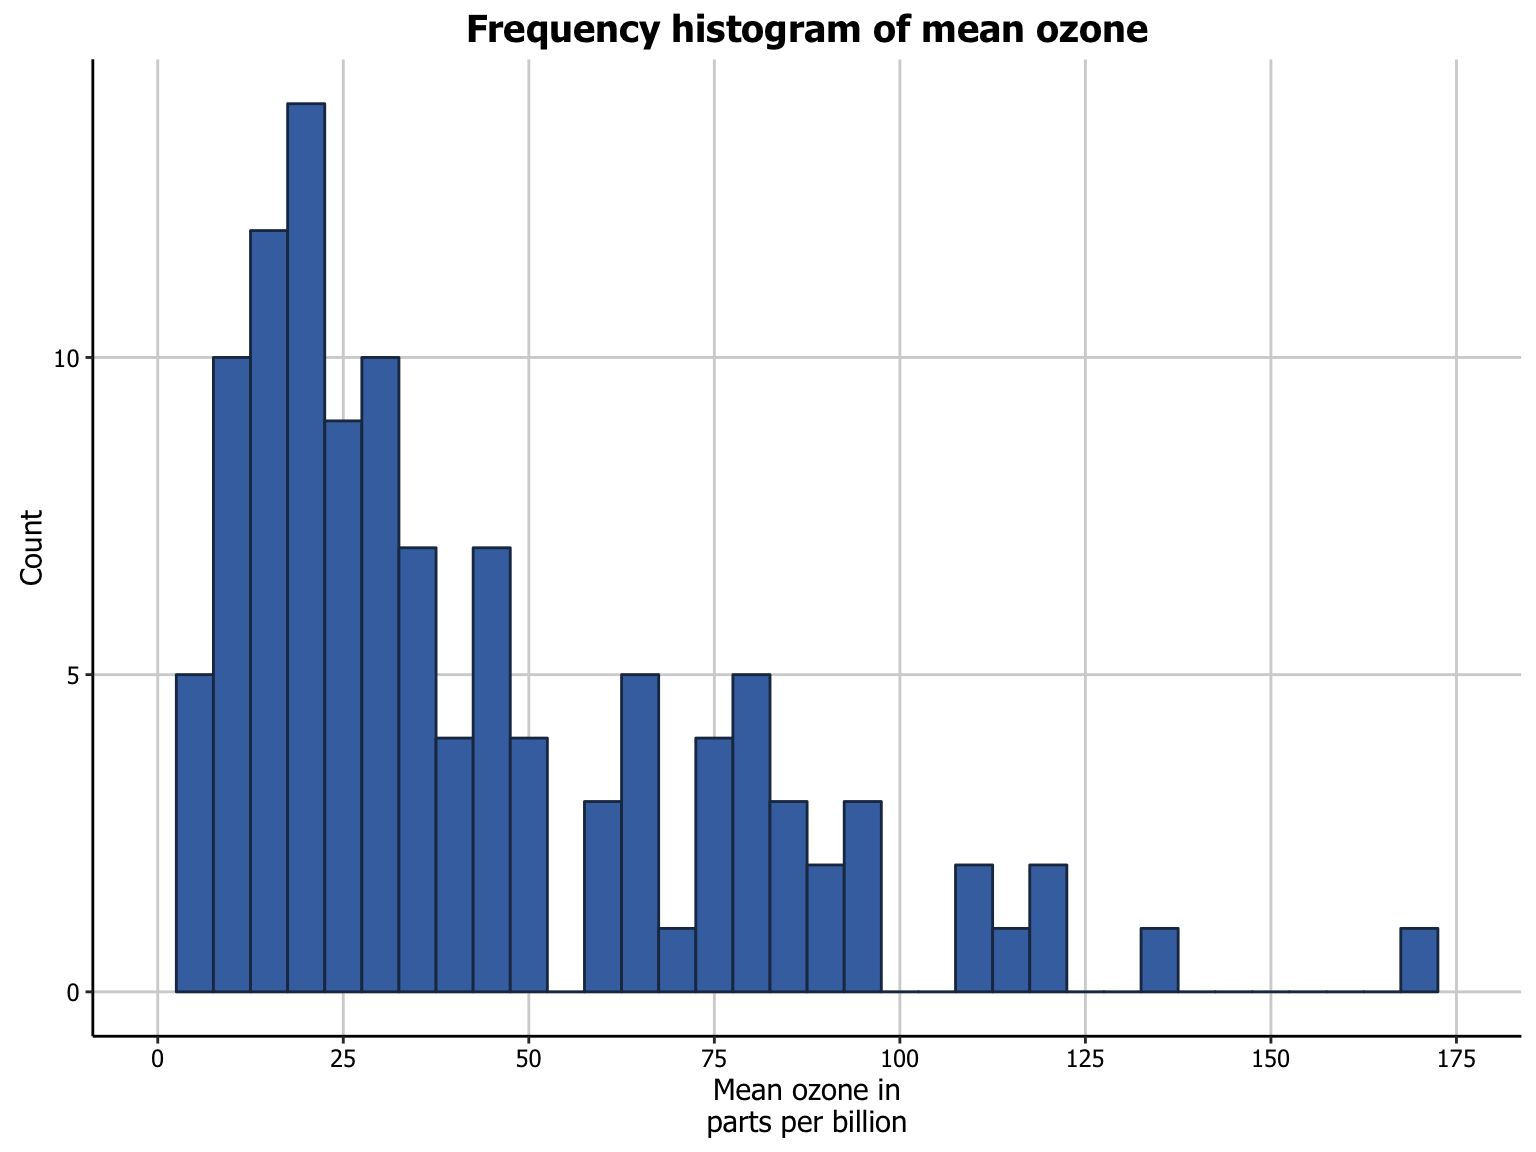 Frequency histogram of mean ozone
Count
10
5
0
0 25 50 75 100 125 150 175
Mean ozone in
parts per billion